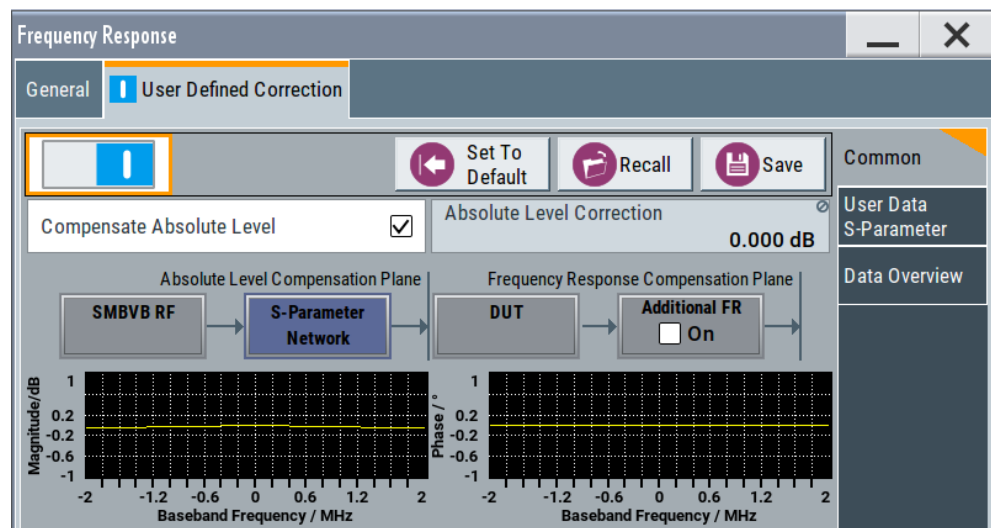 Frequency Response
General
User Defined Correction
Set To
Default
Recall
Save
Common
Compensate Absolute Level
Absolute Level Correction
0.000 dB
User Data
S-Parameter
Data Overview
Absolute Level Compensation Plane
Frequency Response Compensation Plane
SMBVB RF
S-Parameter
Network
DUT
Additional FR
On
Magnitude/dB
1
0.2
-0.2
-0.6
-1
-2 -1.2 -0.6 0 0.6 1.2 2
Baseband Frequency / MHz
Phase / °
1
0.2
-0.2
-0.6
-1
-2 -1.2 -0.6 0 0.6 1.2 2
Baseband Frequency / MHz